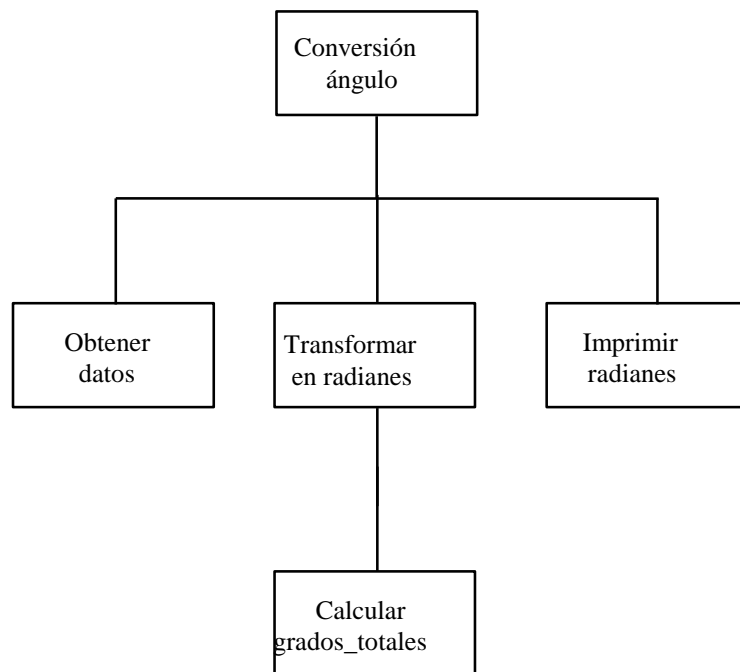 Conversión
ángulo
Obtener
datos
Transformar
en radianes
Imprimir
radianes
Calcular
grados_totales